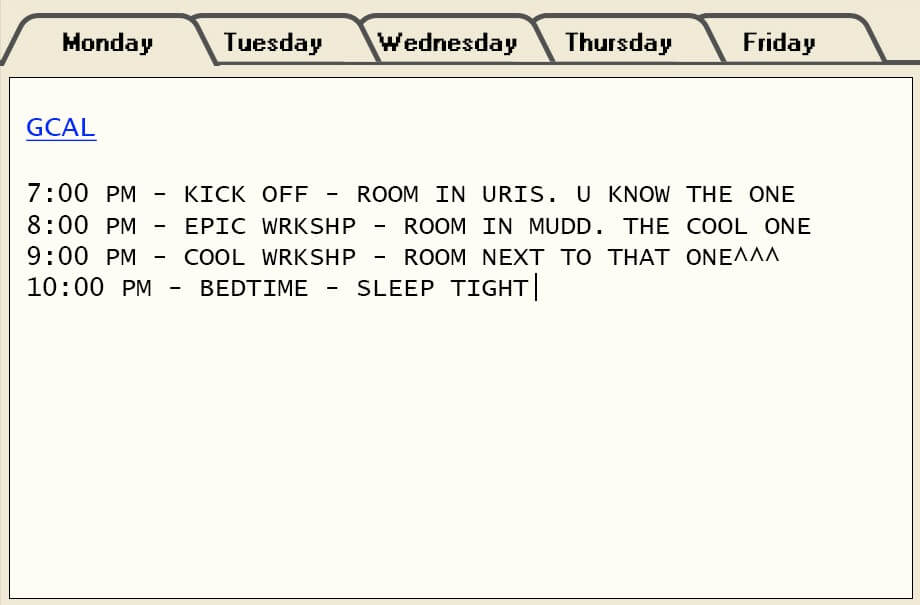 Monday Tuesday Wednesday Thursday Friday
GCAL
7:00 PM - KICK OFF - ROOM IN URIS. U KNOW THE ONE
8:00 PM - EPIC WRKSHP - ROOM IN MUDD. THE COOL ONE
9:00 PM - COOL WRKSHP - ROOM NEXT TO THAT ONE^^^
10:00 PM - BEDTIME - SLEEP TIGHT